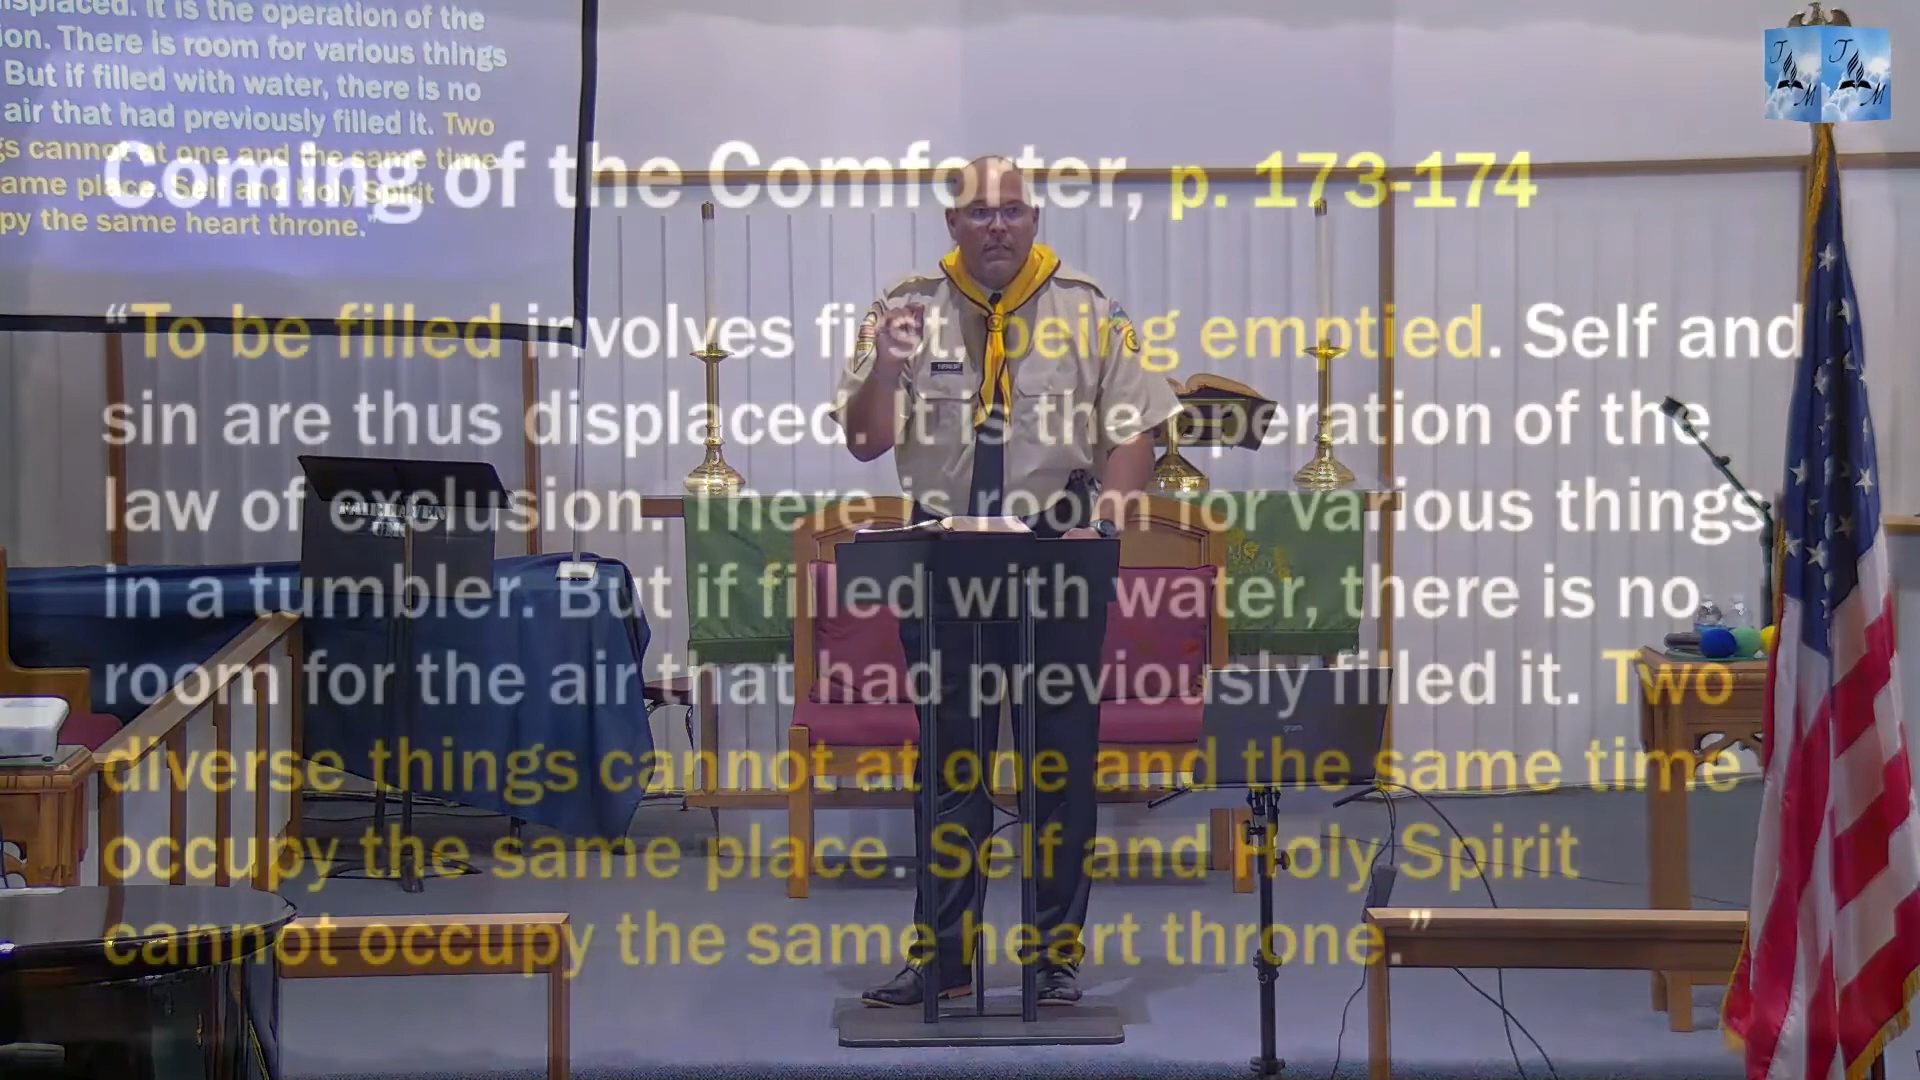 displaced. It is the operation of the
ion. There is room for various things
But if filled with water, there is no
air that had previously filled it. Two
gs cannot at one and the same time
ame place. Self and Holy Spirit
py the same heart throne.”
Coming of the Comforter, p. 173-174
“To be filled involves first, being emptied. Self and
sin are thus displaced. It is the operation of the
law of exclusion. There is room for various things
in a tumbler. But if filled with water, there is no
room for the air that had previously filled it. Two
diverse things cannot at one and the same time
occupy the same place. Self and Holy Spirit
cannot occupy the same heart throne.”
J M J M
gram